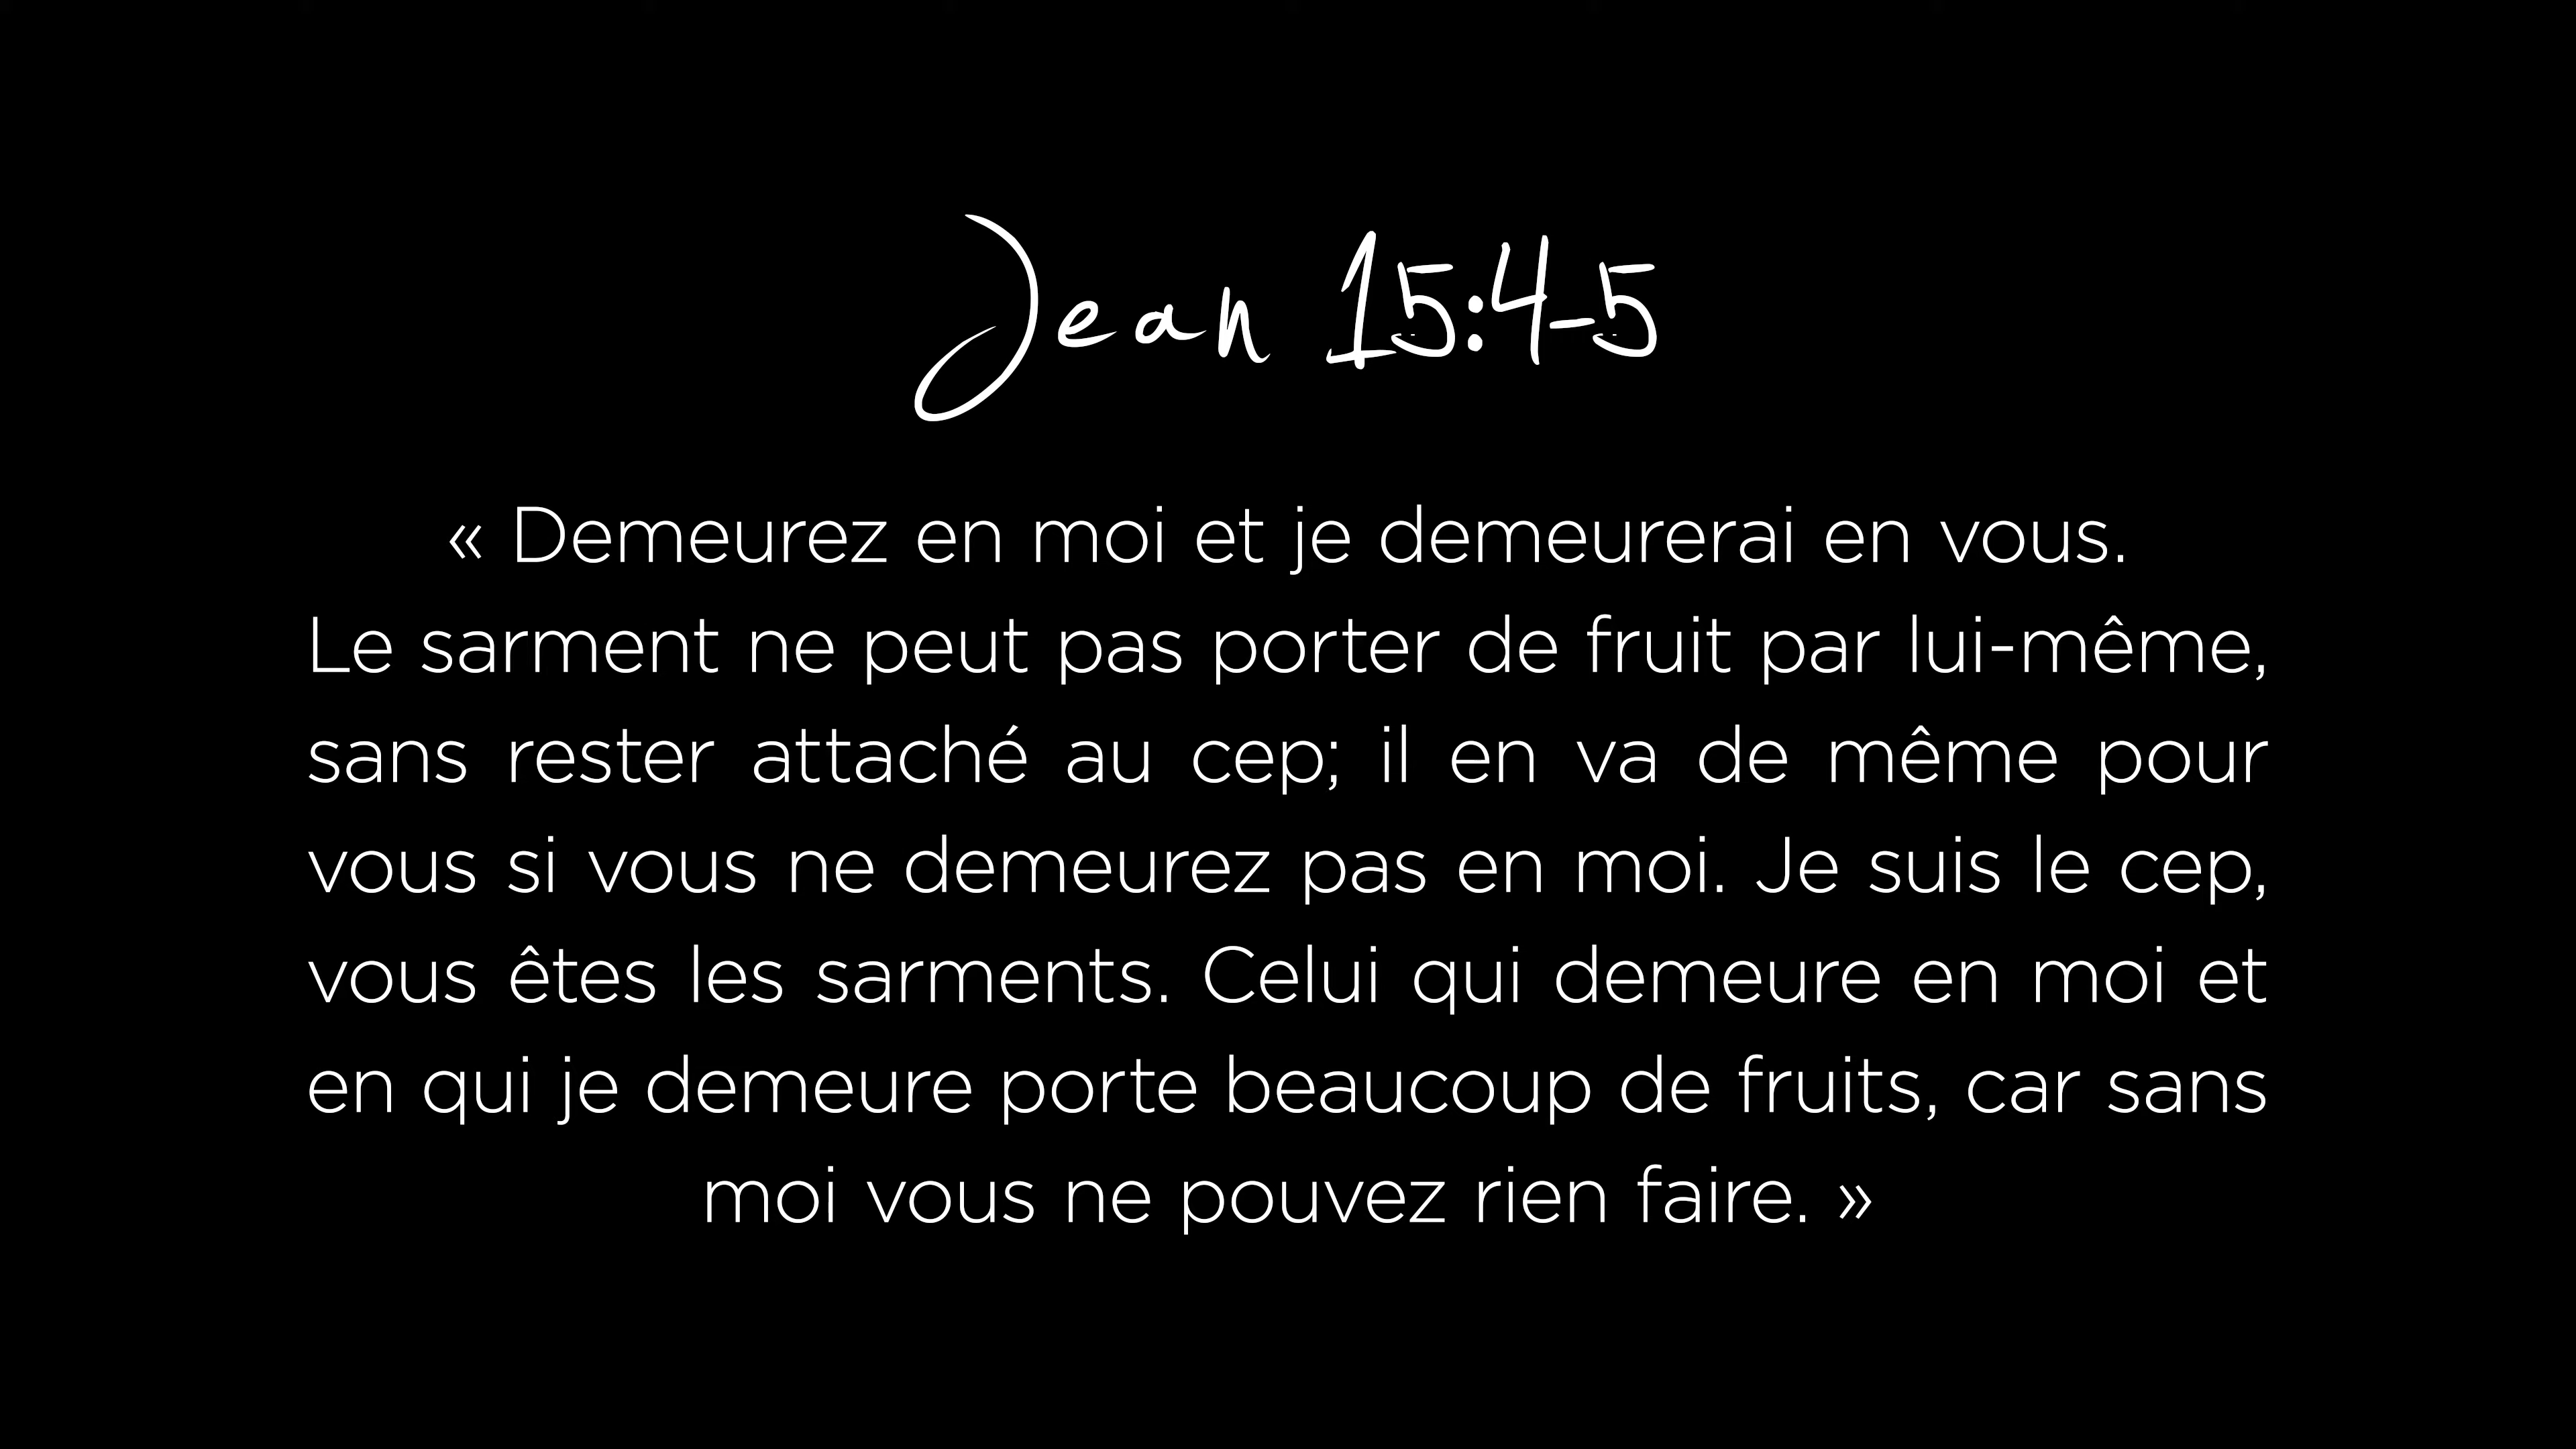 Jean 15:4-5
« Demeurez en moi et je demeurerai en vous.
Le sarment ne peut pas porter de fruit par lui-même,
sans rester attaché au cep; il en va de même pour
vous si vous ne demeurez pas en moi. Je suis le cep,
vous êtes les sarments. Celui qui demeure en moi et
en qui je demeure porte beaucoup de fruits, car sans
moi vous ne pouvez rien faire. »